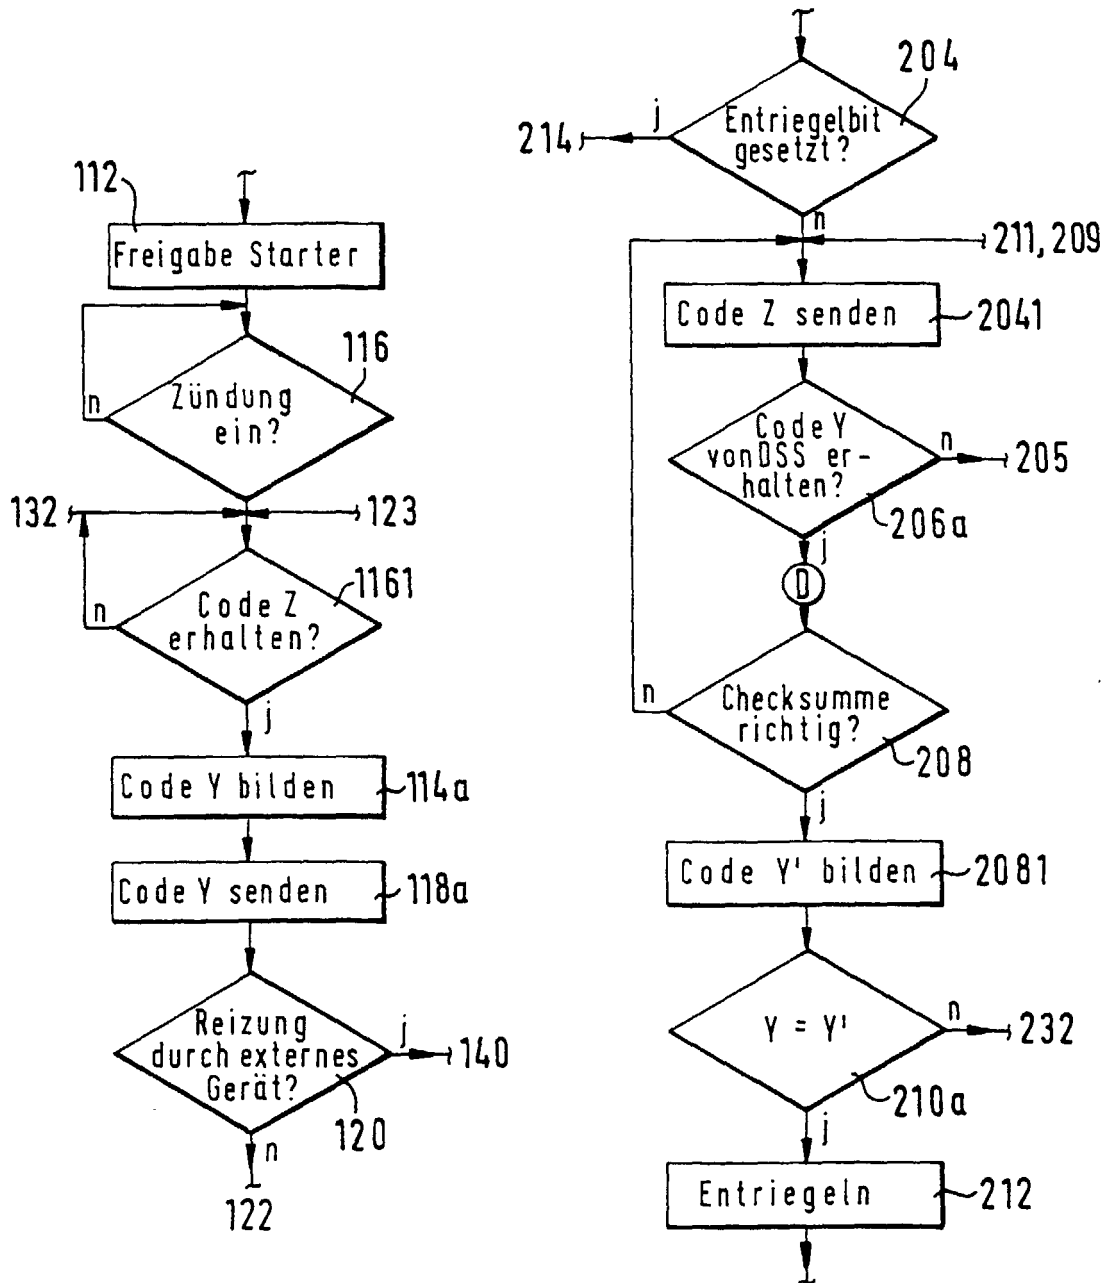 112
Freigabe Starter
116
Zündung
ein?
n
132
123
1161
Code Z
erhalten?
n
j
Code Y bilden
114a
Code Y senden
118a
Reizung
durch externes
Gerät?
j
140
120
n
122
204
Entriegelbit
gesetzt?
j
214
n
211, 209
Code Z senden
2041
Code Y
von DSS er-
halten?
n
205
206a
j
D
Checksumme
richtig?
n
208
j
Code Y' bilden
2081
Y = Y'
n
232
210a
j
Entriegeln
212